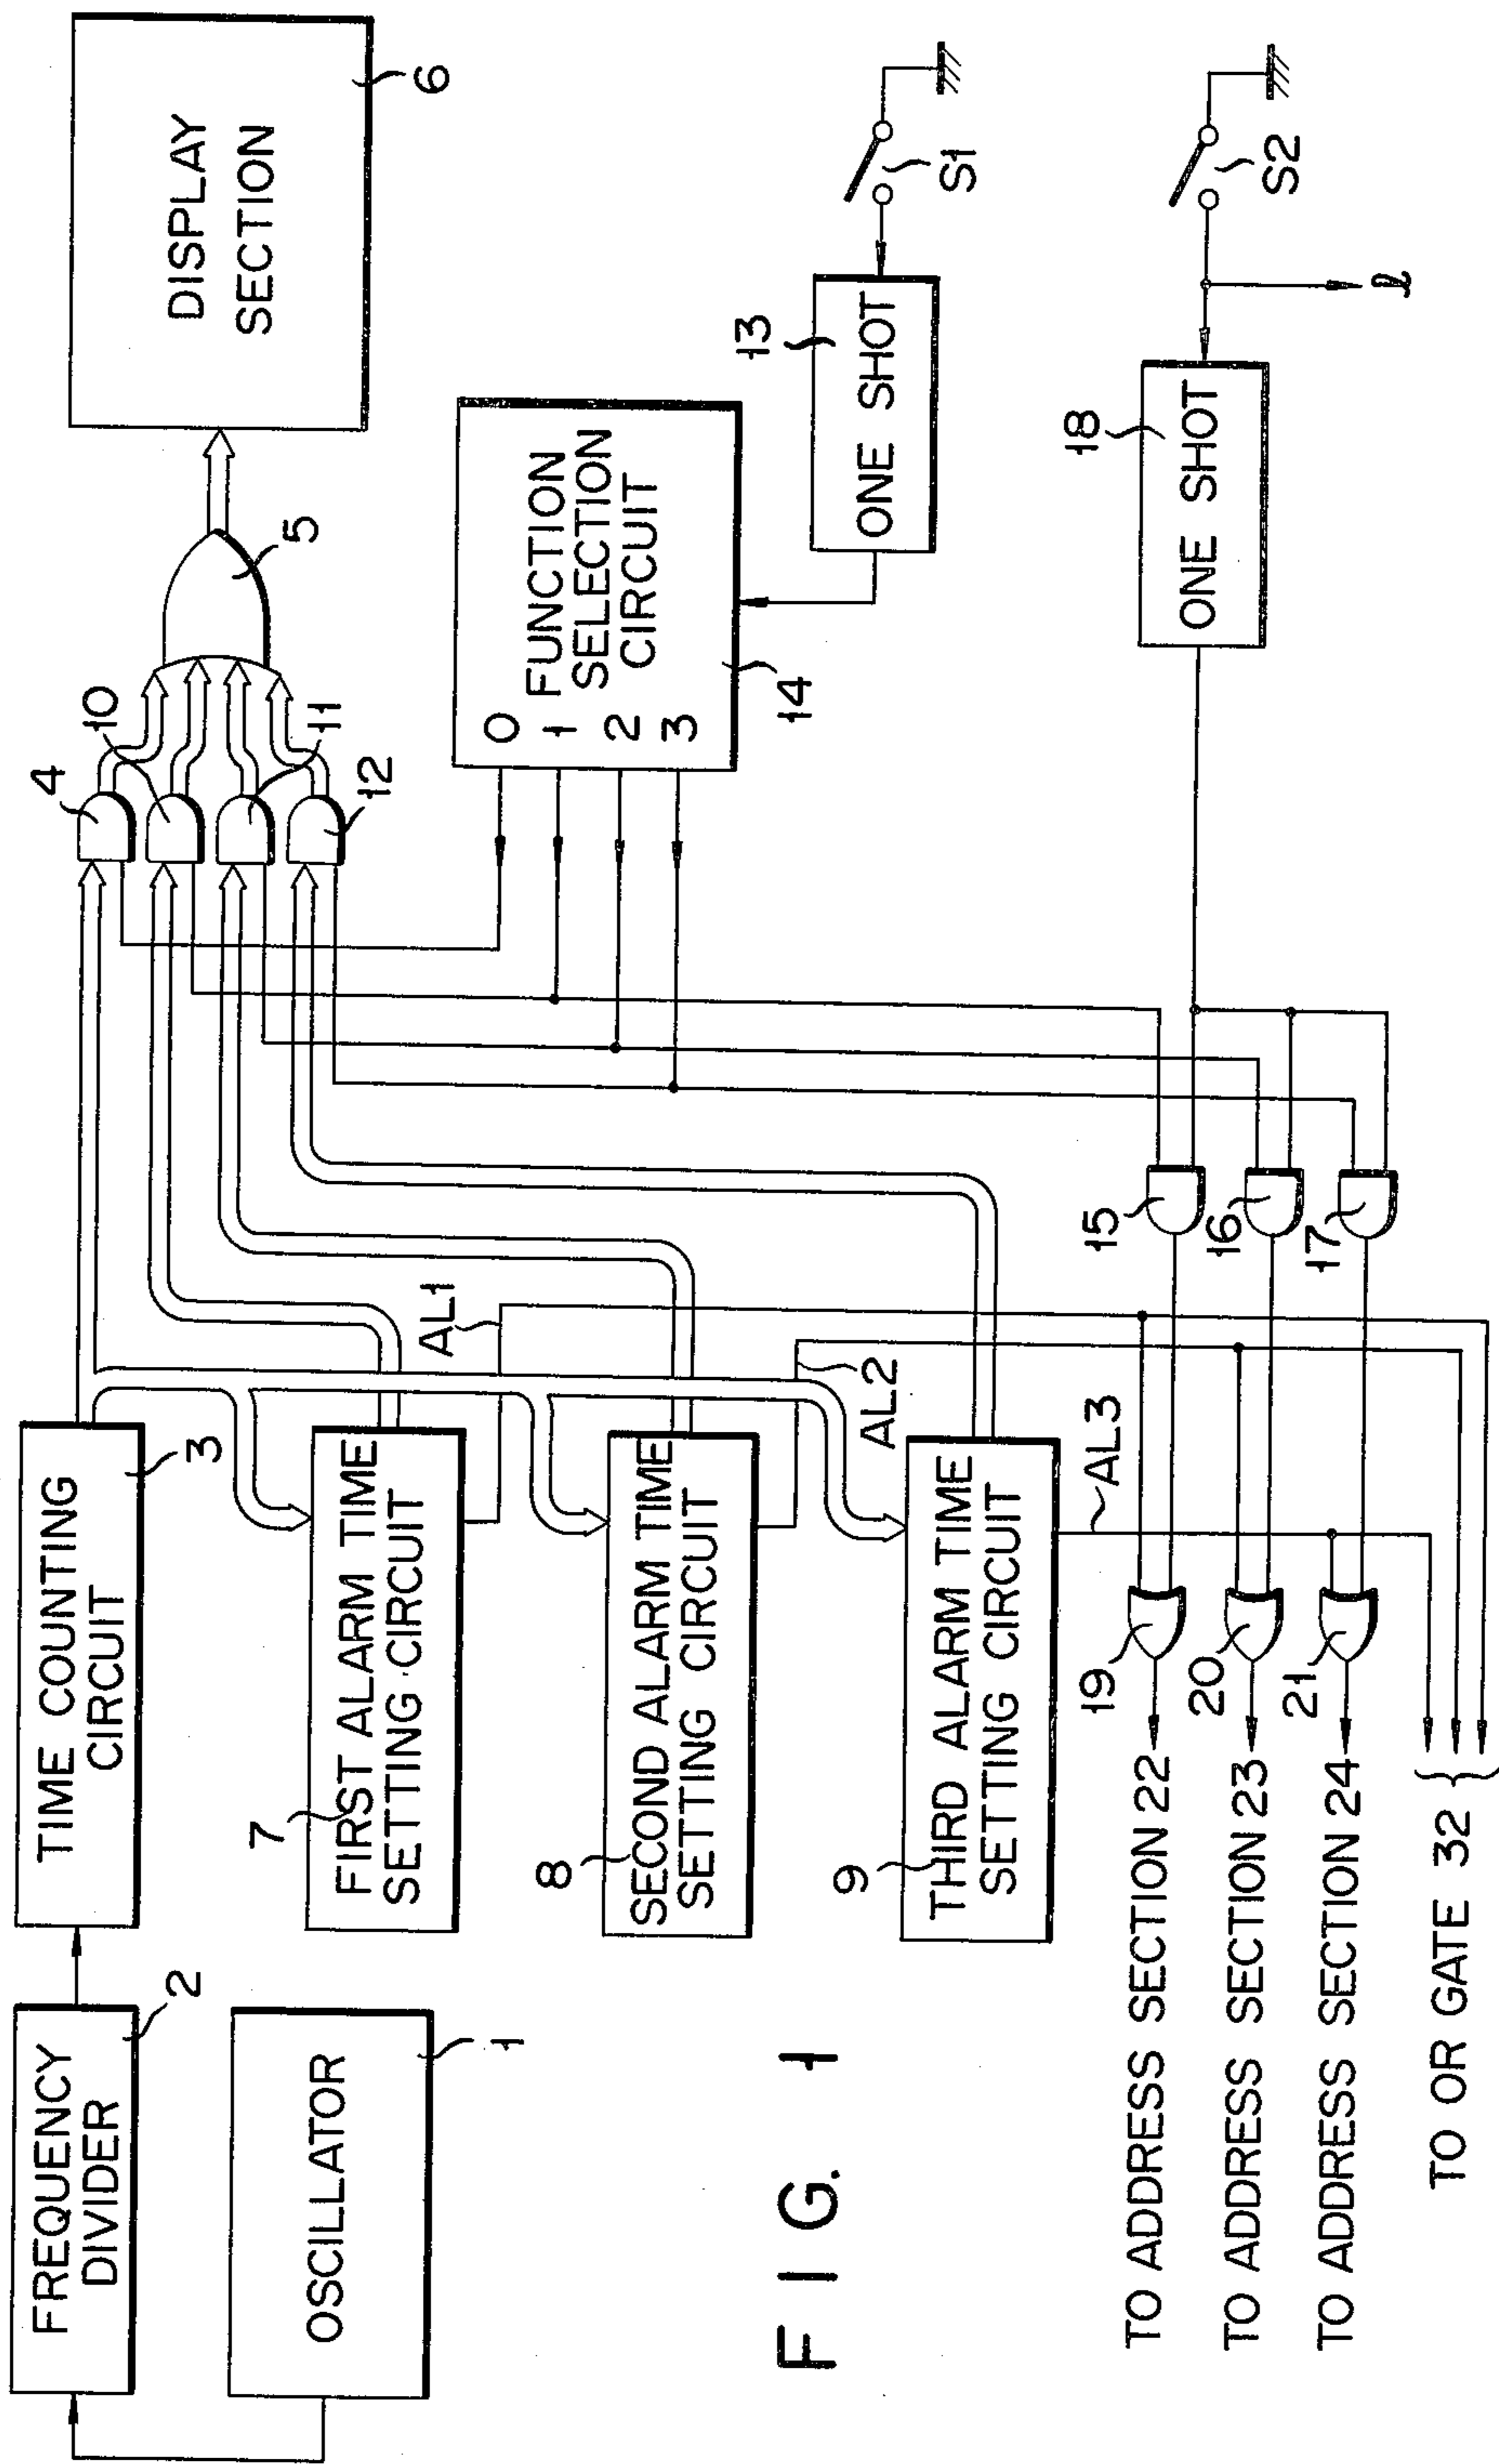 FREQUENCY
DIVIDER
2
OSCILLATOR
1
TIME COUNTING
CIRCUIT
3
4
10
11
12
5
DISPLAY
SECTION
6
7
FIRST ALARM TIME
SETTING CIRCUIT
AL1
8
SECOND ALARM TIME
SETTING CIRCUIT
AL2
9
THIRD ALARM TIME
SETTING CIRCUIT
AL3
0
1
2
3
FUNCTION
SELECTION
CIRCUIT
14
13
ONE SHOT
S1
18
ONE SHOT
S2
l
15
16
17
19
20
21
TO ADDRESS SECTION 22
TO ADDRESS SECTION 23
TO ADDRESS SECTION 24
TO OR GATE 32
FIG. 1